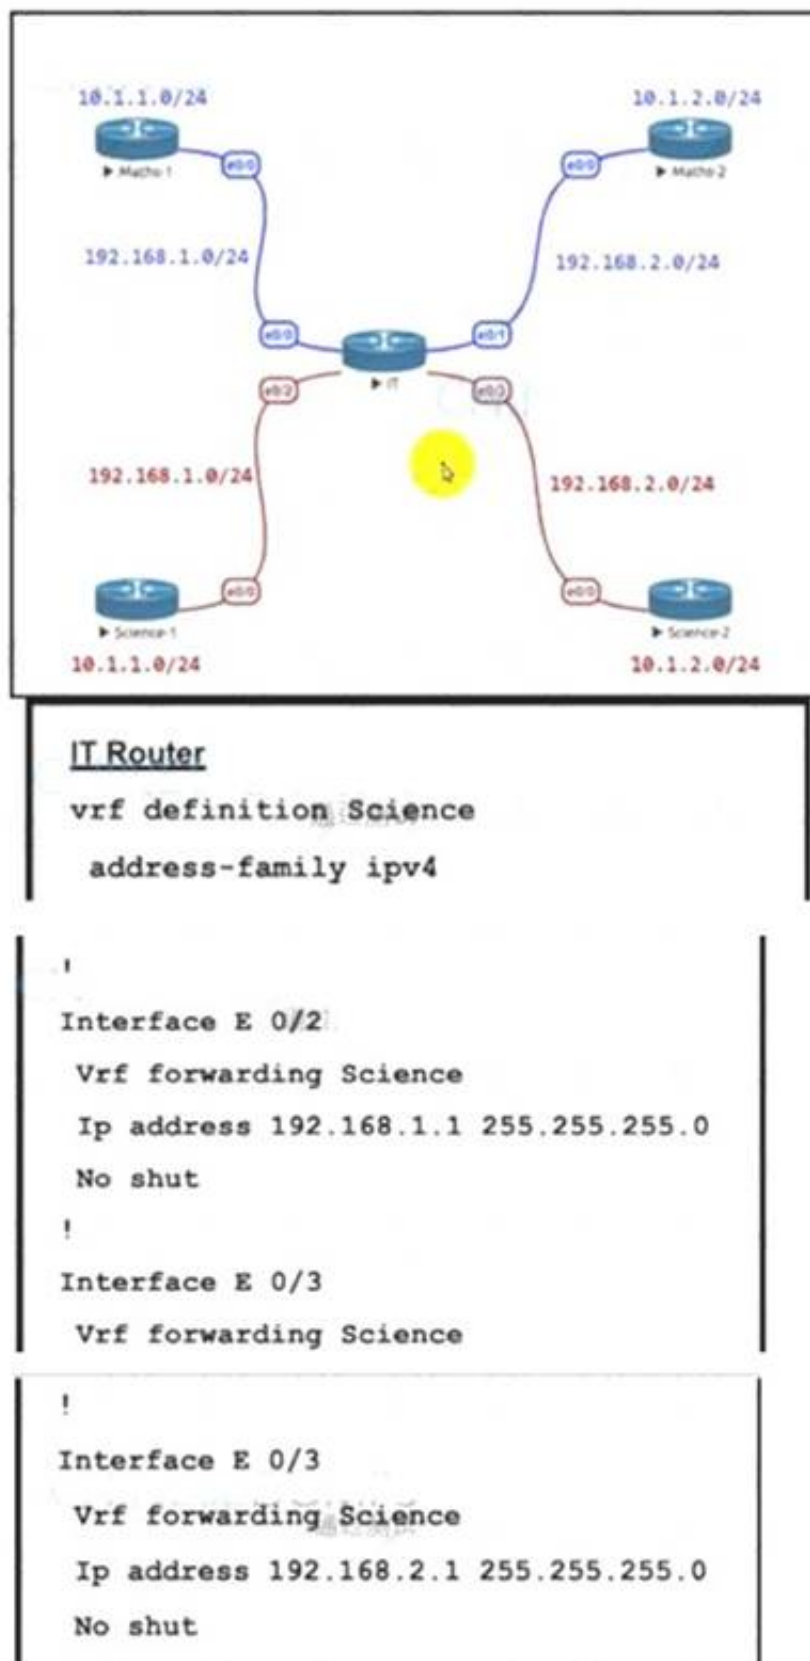 10.1.1.0/24
10.1.2.0/24
Maths-1
e0/0
e0/0
Maths-2
192.168.1.0/24
192.168.2.0/24
e0/0
e0/1
IT
e0/2
e0/3
192.168.1.0/24
192.168.2.0/24
e0/0
e0/0
Science-1
Science-2
10.1.1.0/24
10.1.2.0/24
IT Router
vrf definition Science
address-family ipv4
!
Interface E 0/2
Vrf forwarding Science
Ip address 192.168.1.1 255.255.255.0
No shut
!
Interface E 0/3
Vrf forwarding Science
!
Interface E 0/3
Vrf forwarding Science
Ip address 192.168.2.1 255.255.255.0
No shut